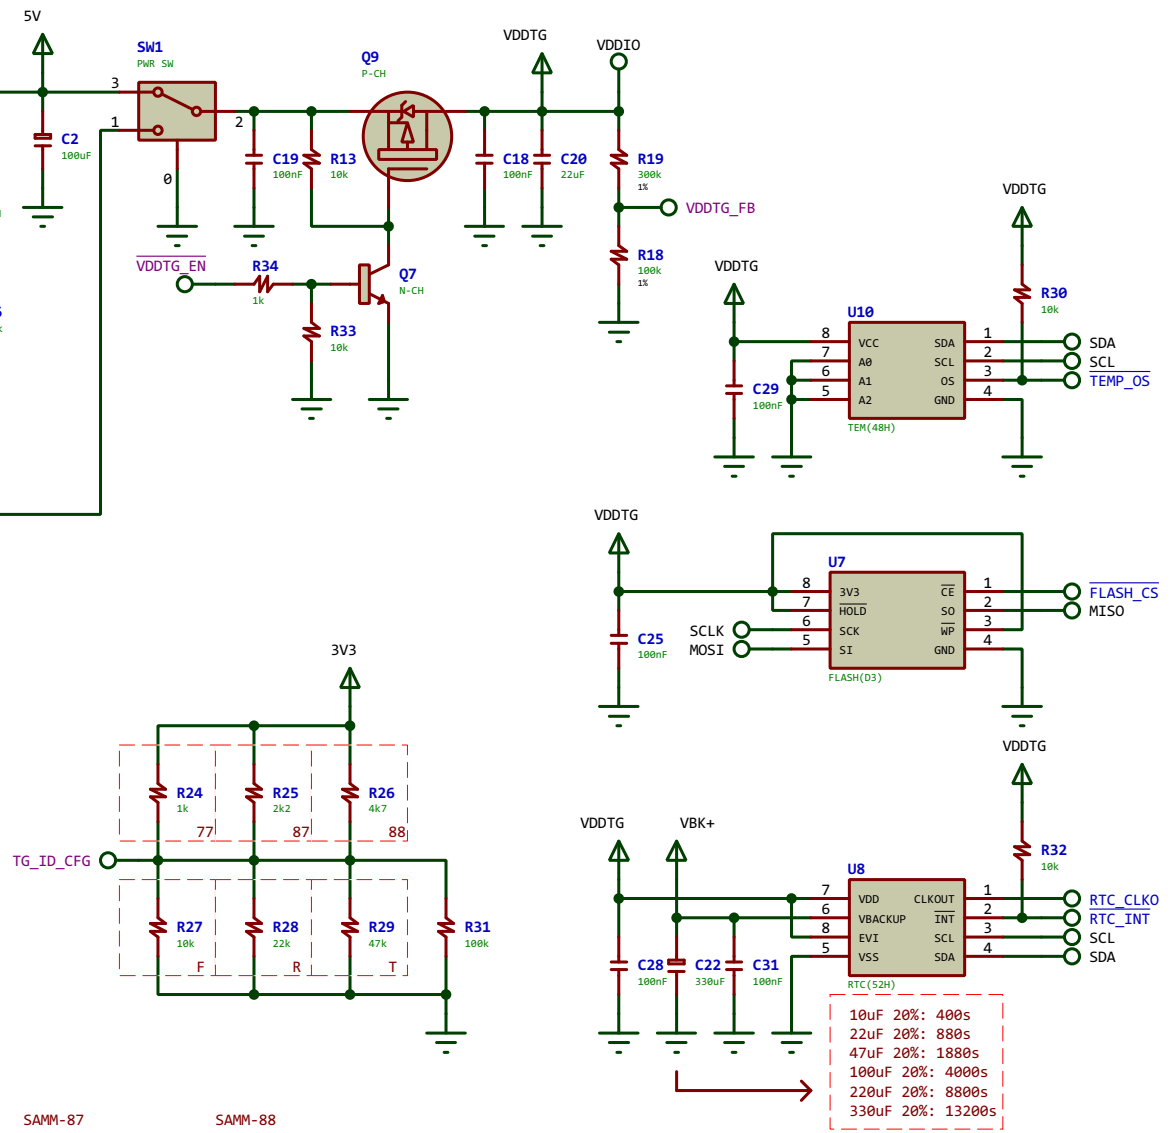 5V
SW1
PWR SW
3
1
2
0
C2
100uF
Q9
P-CH
VDDTG
VDDIO
C19
100nF
R13
10k
C18
100nF
C20
22uF
R19
300k
1%
VDDTG_FB
R18
100k
1%
VDDTG_EN
R34
1k
Q7
N-CH
R33
10k
VDDTG
C29
100nF
VDDTG
R30
10k
U10
8 VCC SDA 1 SDA
7 A0 SCL 2 SCL
6 A1 OS 3 TEMP_OS
5 A2 GND 4
TEM(48H)
VDDTG
C25
100nF
U7
8 3V3 CE 1 FLASH_CS
7 HOLD SO 2 MISO
SCLK 6 SCK WP 3
MOSI 5 SI GND 4
FLASH(D3)
3V3
R24
1k
77
R25
2k2
87
R26
4k7
88
TG_ID_CFG
R27
10k
F
R28
22k
R
R29
47k
T
R31
100k
VDDTG
VBK+
VDDTG
R32
10k
U8
7 VDD CLKOUT 1 RTC_CLKO
6 VBACKUP INT 2 RTC_INT
8 EVI SCL 3 SCL
5 VSS SDA 4 SDA
RTC(52H)
C28
100nF
C22
330uF
C31
100nF
10uF 20%: 400s
22uF 20%: 880s
47uF 20%: 1880s
100uF 20%: 4000s
220uF 20%: 8800s
330uF 20%: 13200s
SAMM-87
SAMM-88